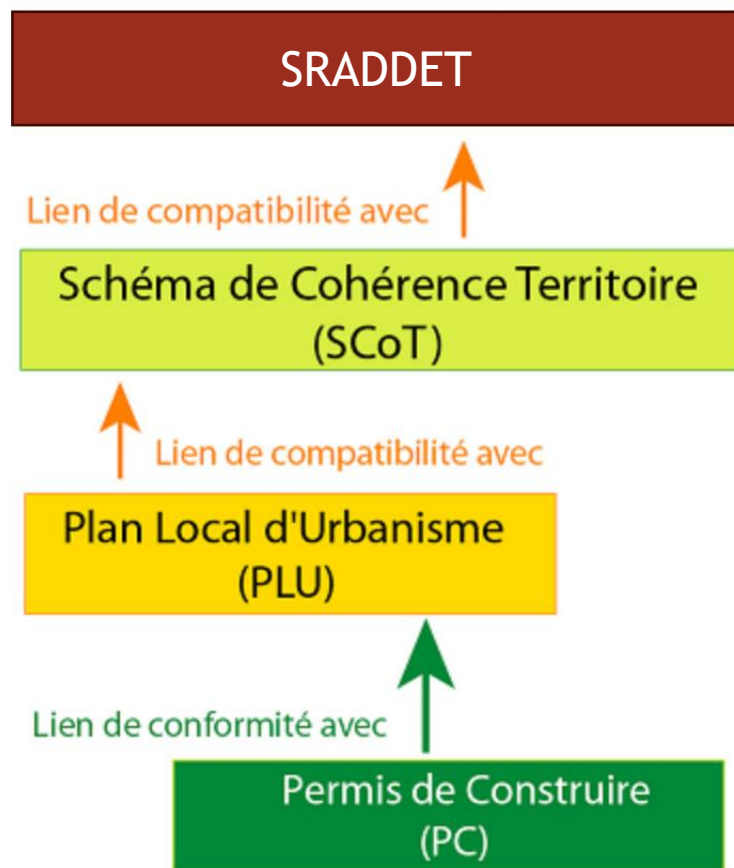 SRADDET
Lien de compatibilité avec
Schéma de Cohérence Territoire
(SCoT)
Lien de compatibilité avec
Plan Local d'Urbanisme
(PLU)
Lien de conformité avec
Permis de Construire
(PC)